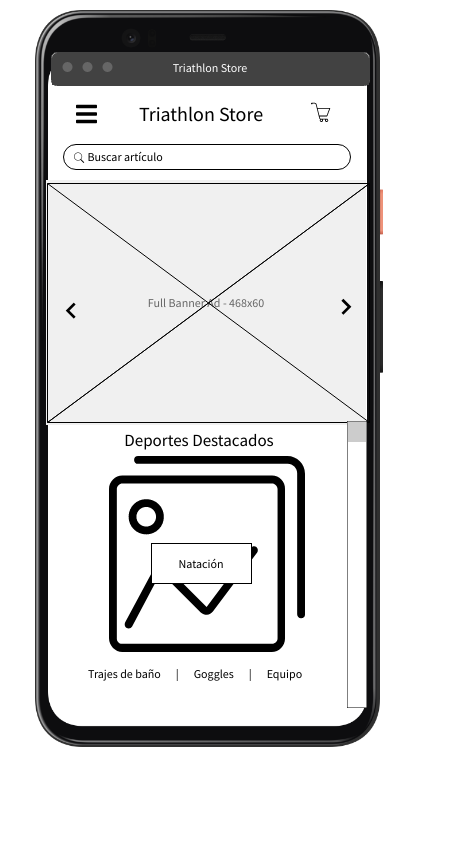 Triathlon Store
Triathlon Store
Buscar artículo
Full Banner Ad - 468x60
Deportes Destacados
Natación
Trajes de baño | Goggles | Equipo